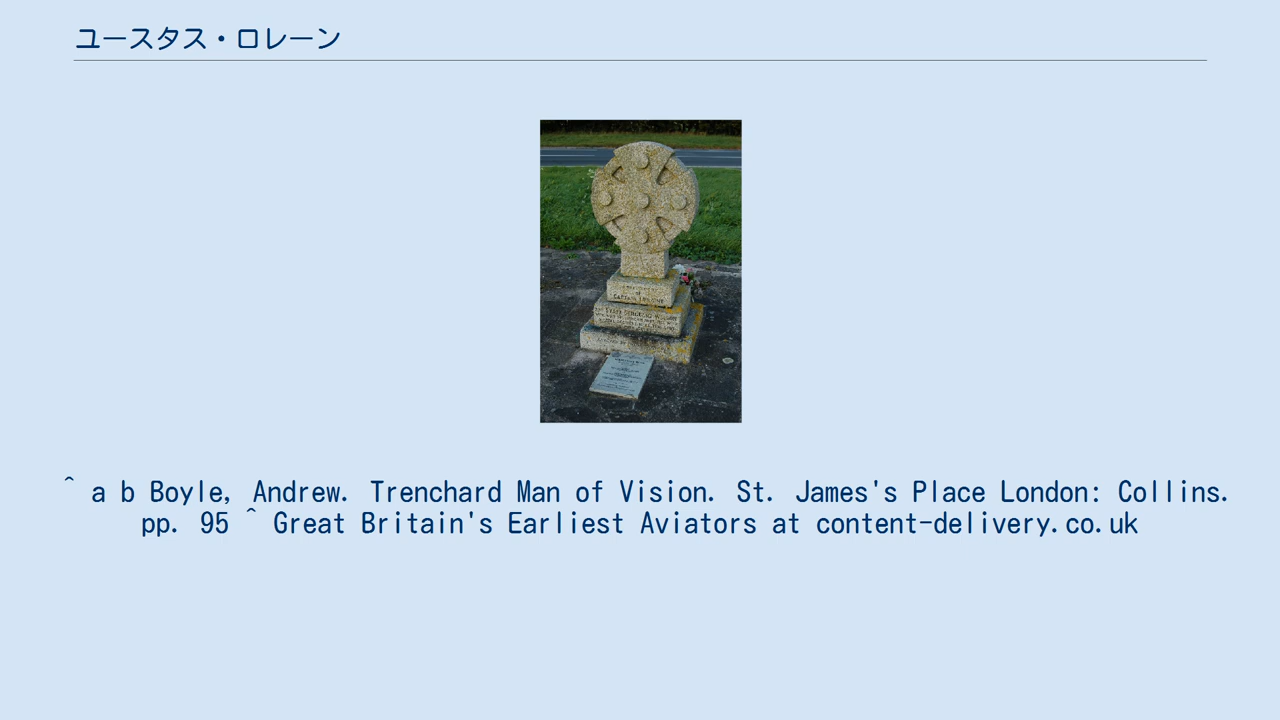 ユースタス・ロレーン
^ a b Boyle, Andrew. Trenchard Man of Vision. St. James's Place London: Collins.
pp. 95 ^ Great Britain's Earliest Aviators at content-delivery.co.uk